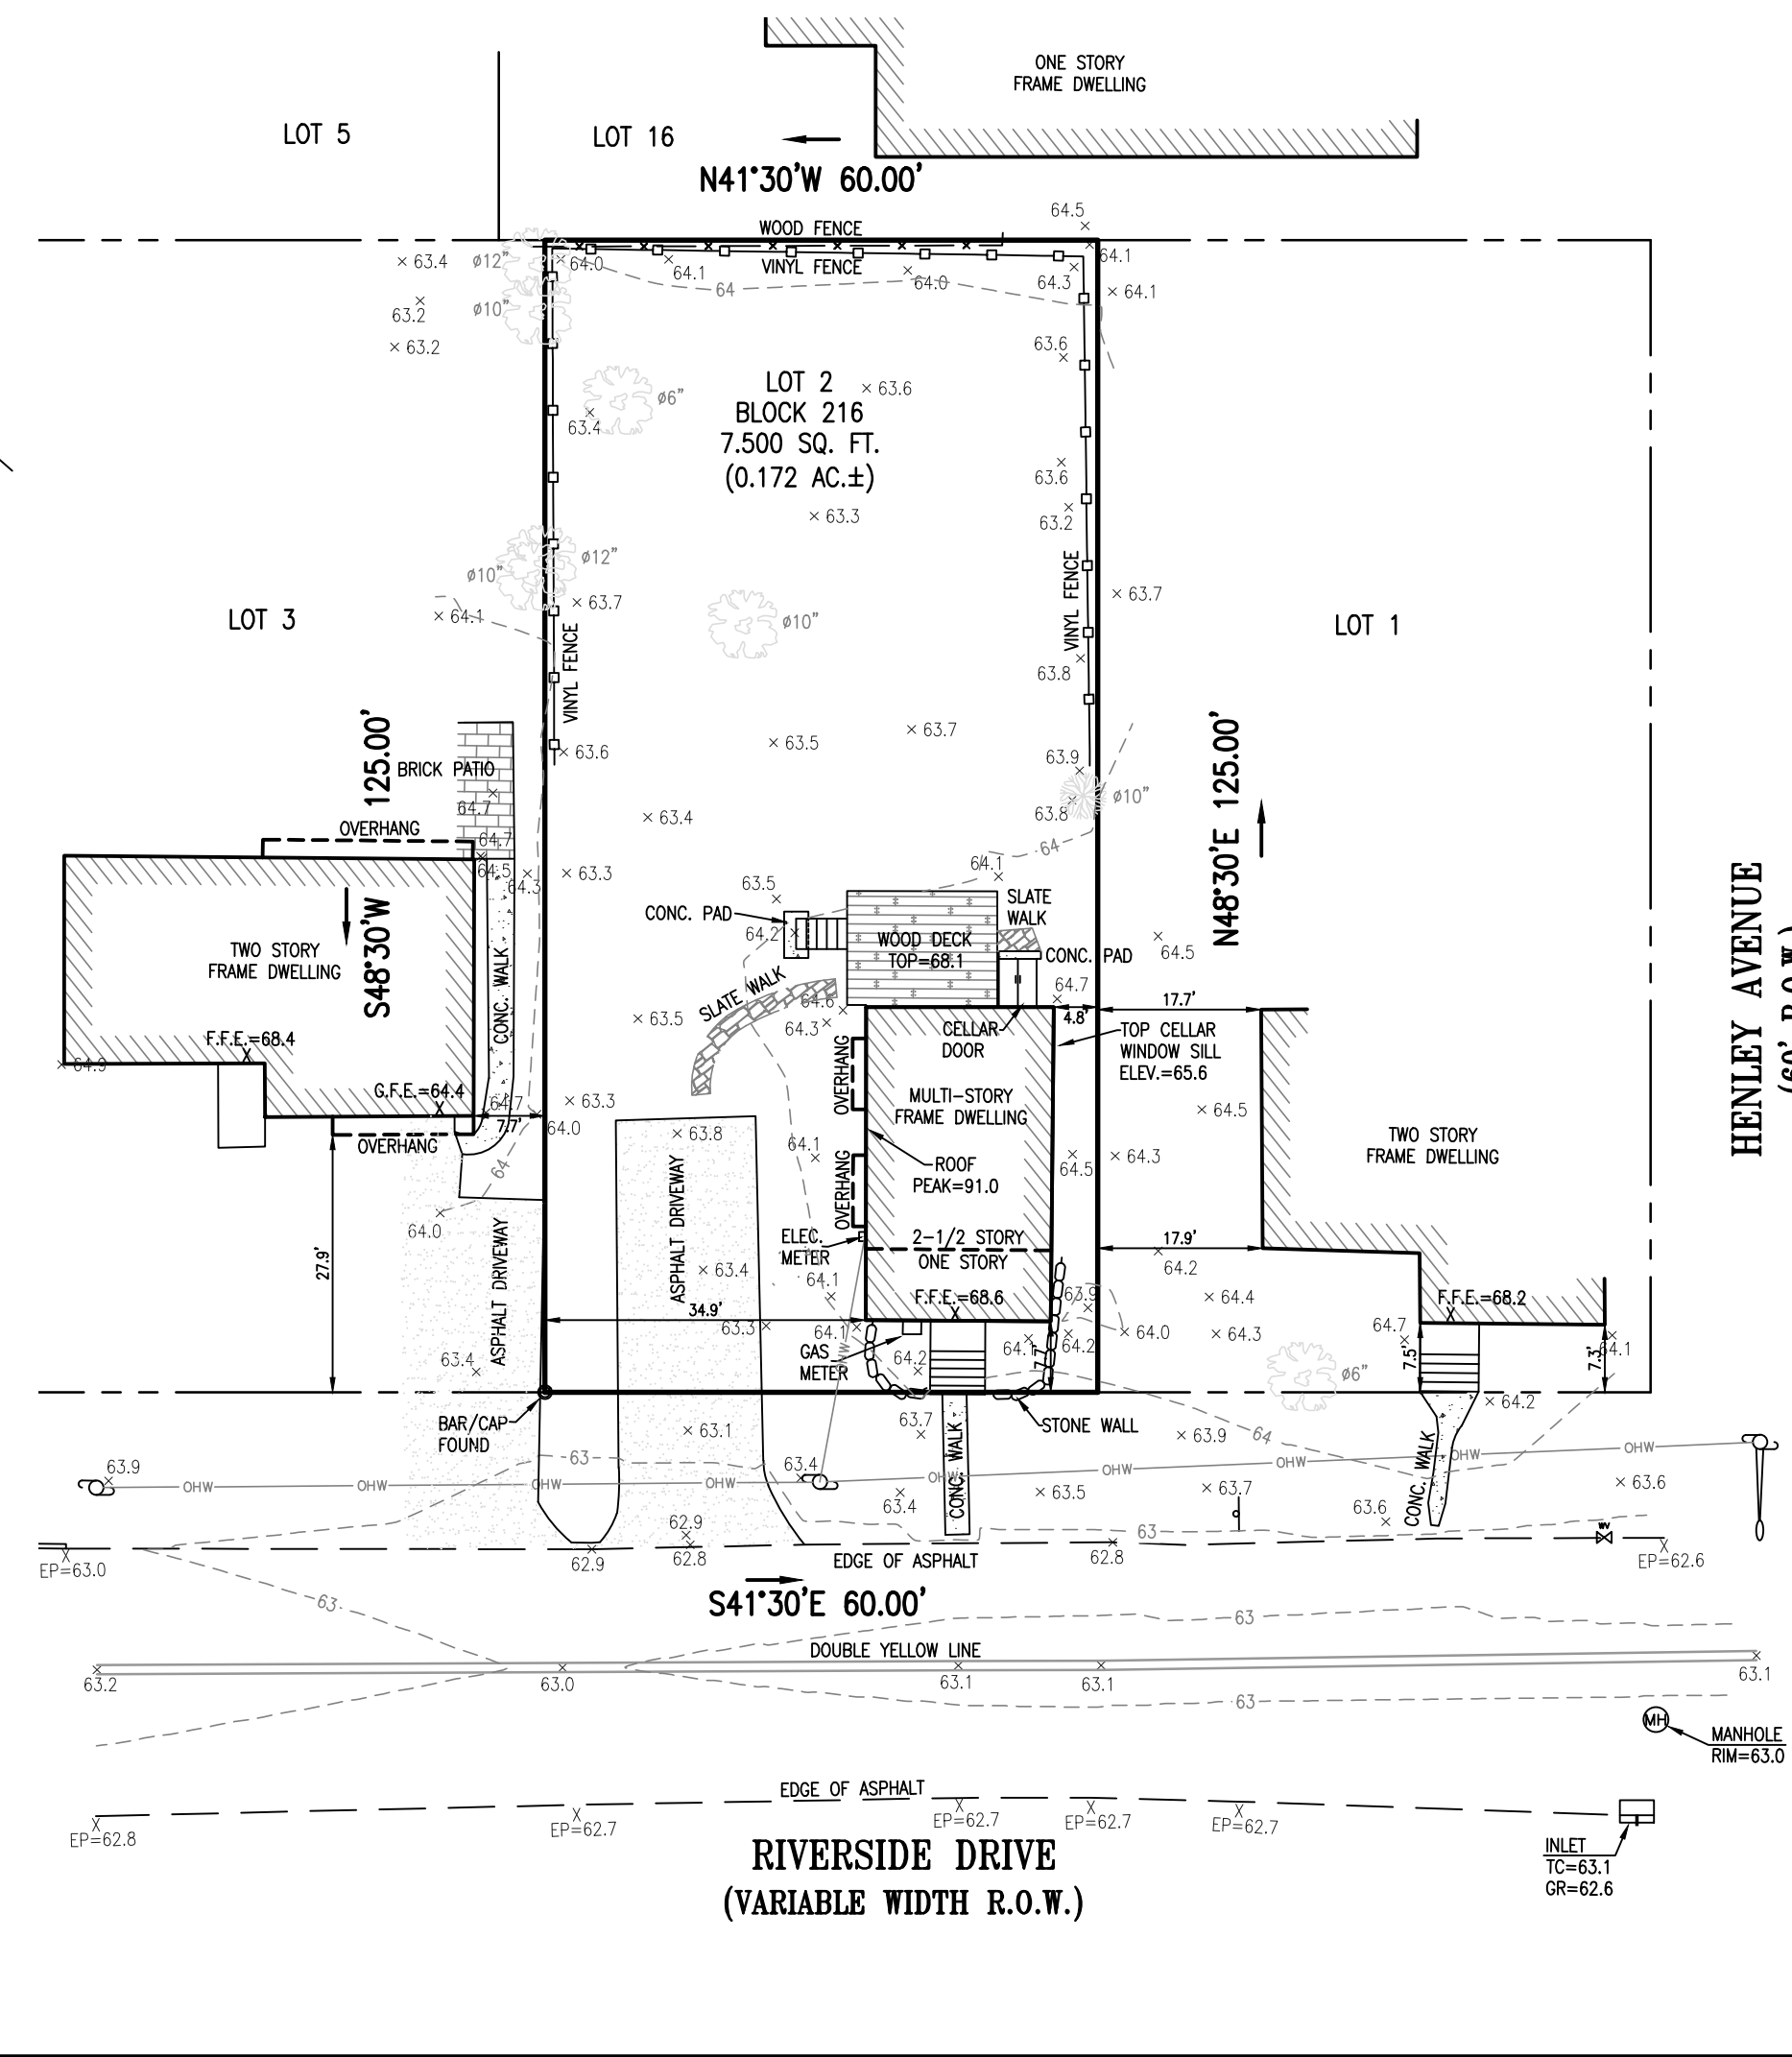 ONE STORY
FRAME DWELLING
LOT 5
LOT 16
N41°30'W 60.00'
64.5
WOOD FENCE
63.4
ø12"
64.0
64.1
VINYL FENCE
64
64.0
64.3
64.1
64.1
63.2
ø10"
63.2
63.6
LOT 2
BLOCK 216
7.500 SQ. FT.
(0.172 AC.±)
63.6
ø6"
63.4
63.6
63.3
63.2
ø12"
ø10"
VINYL FENCE
63.7
63.7
64.1
LOT 3
ø10"
LOT 1
VINYL FENCE
63.8
S48°30'W 125.00'
N48°30'E 125.00'
63.5
63.7
63.6
63.9
BRICK PATIO
64.7
63.4
63.8
ø10"
OVERHANG
64.7
64
64.5
64.3
63.3
64.1
63.5
SLATE
WALK
CONC. PAD
64.2
WOOD DECK
TOP=68.1
CONC. PAD
64.5
TWO STORY
FRAME DWELLING
CONC. WALK
SLATE WALK
64.6
64.7
17.7'
4.8'
63.5
64.3
CELLAR
DOOR
TOP CELLAR
WINDOW SILL
ELEV.=65.6
F.F.E.=68.4
64.9
OVERHANG
G.F.E.=64.4
64.7
7.7'
64.0
63.3
MULTI-STORY
FRAME DWELLING
64.5
OVERHANG
63.8
64.1
64.5
64.3
TWO STORY
FRAME DWELLING
HENLEY AVENUE
(60' R.O.W.)
64
ROOF
PEAK=91.0
OVERHANG
64.0
ASPHALT DRIVEWAY
ASPHALT DRIVEWAY
27.9'
ELEC.
METER
2-1/2 STORY
ONE STORY
17.9'
64.2
63.4
64.1
F.F.E.=68.6
63.9
64.4
F.F.E.=68.2
34.9'
63.3
64.1
OHW
GAS
METER
64.2
64.1
7.7'
64.2
64.0
64.3
64.7
7.5'
7.3'
64.1
63.4
ø6"
BAR/CAP
FOUND
63.1
63.7
CONC. WALK
STONE WALL
63.9
64
64.2
CONC. WALK
63
63.9
OHW
OHW
OHW
OHW
63.4
OHW
OHW
OHW
OHW
OHW
63.4
63.5
63.7
63.6
63.6
62.9
62.9
62.8
63
62.8
WV
EP=63.0
EDGE OF ASPHALT
EP=62.6
S41°30'E 60.00'
63
63
DOUBLE YELLOW LINE
63.2
63.0
63.1
63.1
63.1
63
MH
MANHOLE
RIM=63.0
EDGE OF ASPHALT
EP=62.8
EP=62.7
EP=62.7
EP=62.7
EP=62.7
RIVERSIDE DRIVE
(VARIABLE WIDTH R.O.W.)
INLET
TC=63.1
GR=62.6